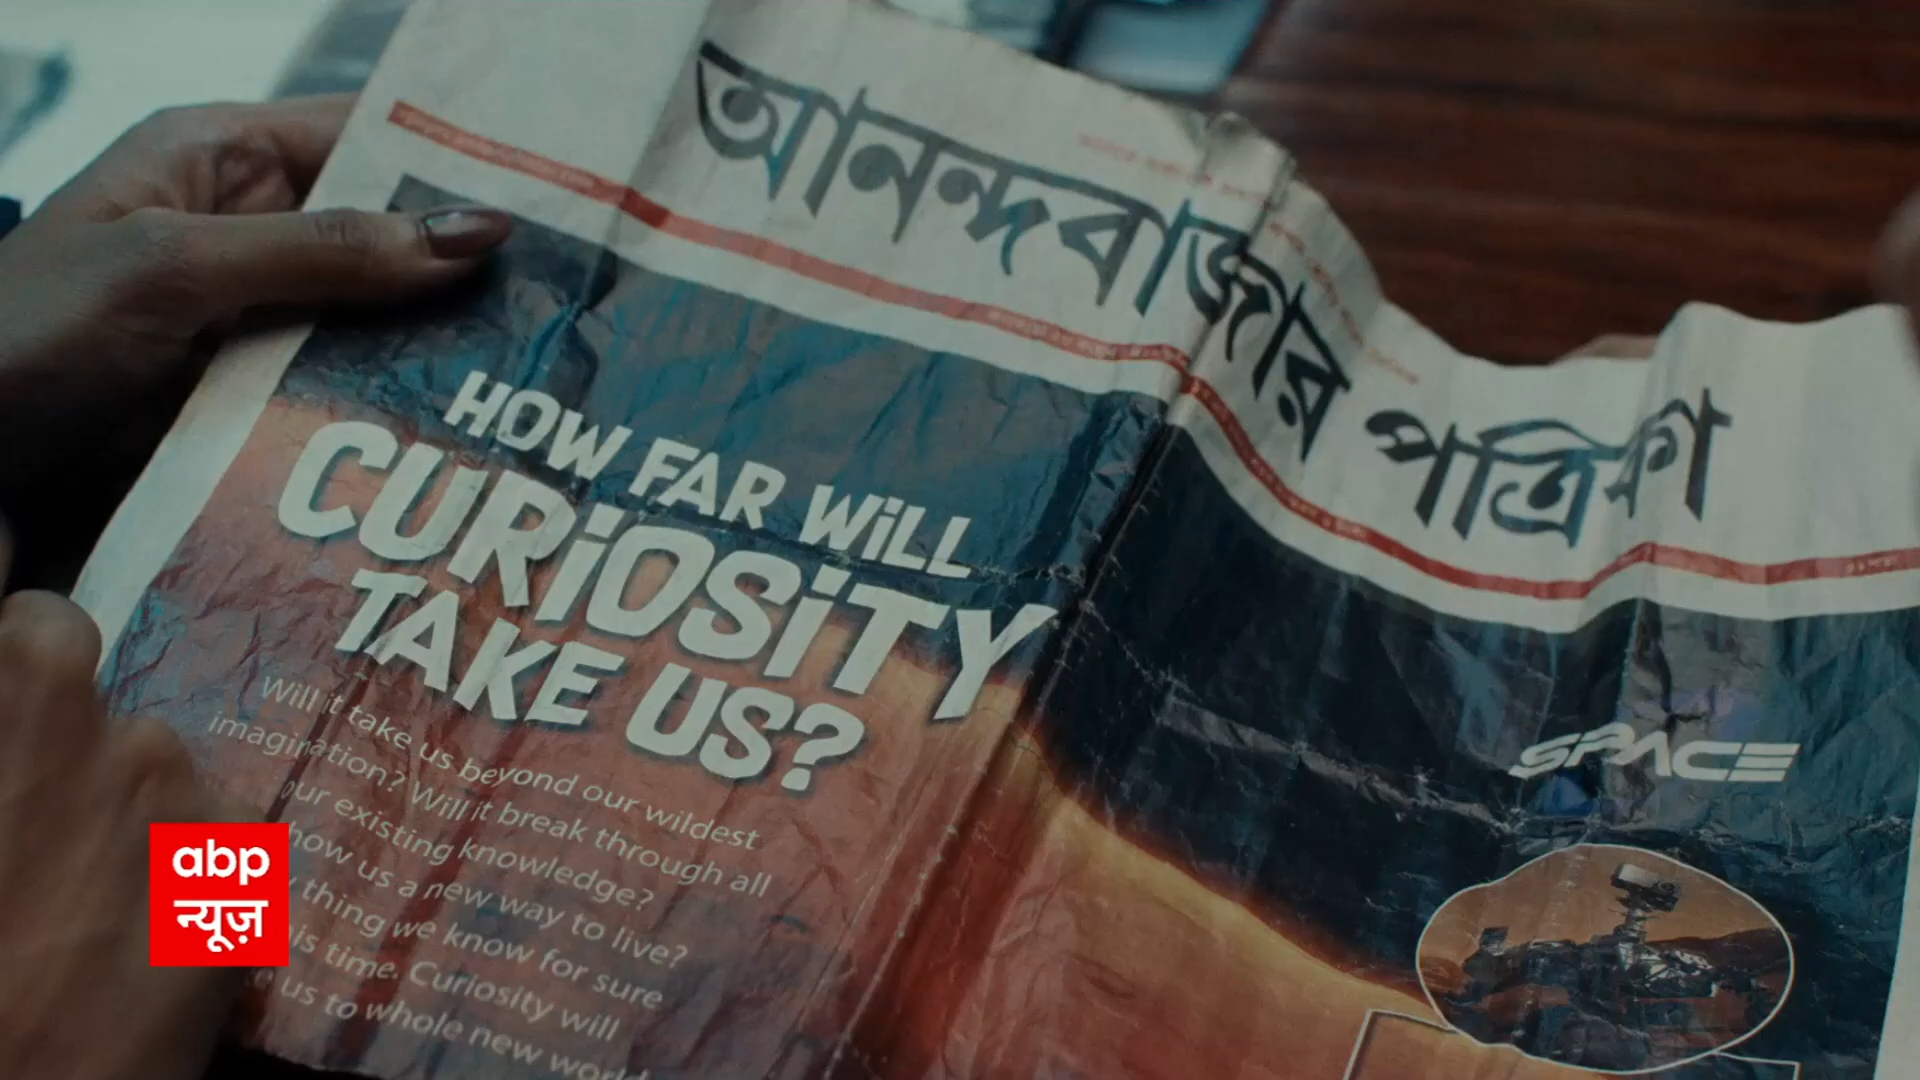 আনন্দবাজার পত্রিকা
HOW FAR WiLL
CURiOSiTY
TAKE US?
Will it take us beyond our wildest
imagination? Will it break through all
our existing knowledge?
how us a new way to live?
thing we know for sure
is time. Curiosity will
us to whole new world
SPACE
abp
न्यूज़